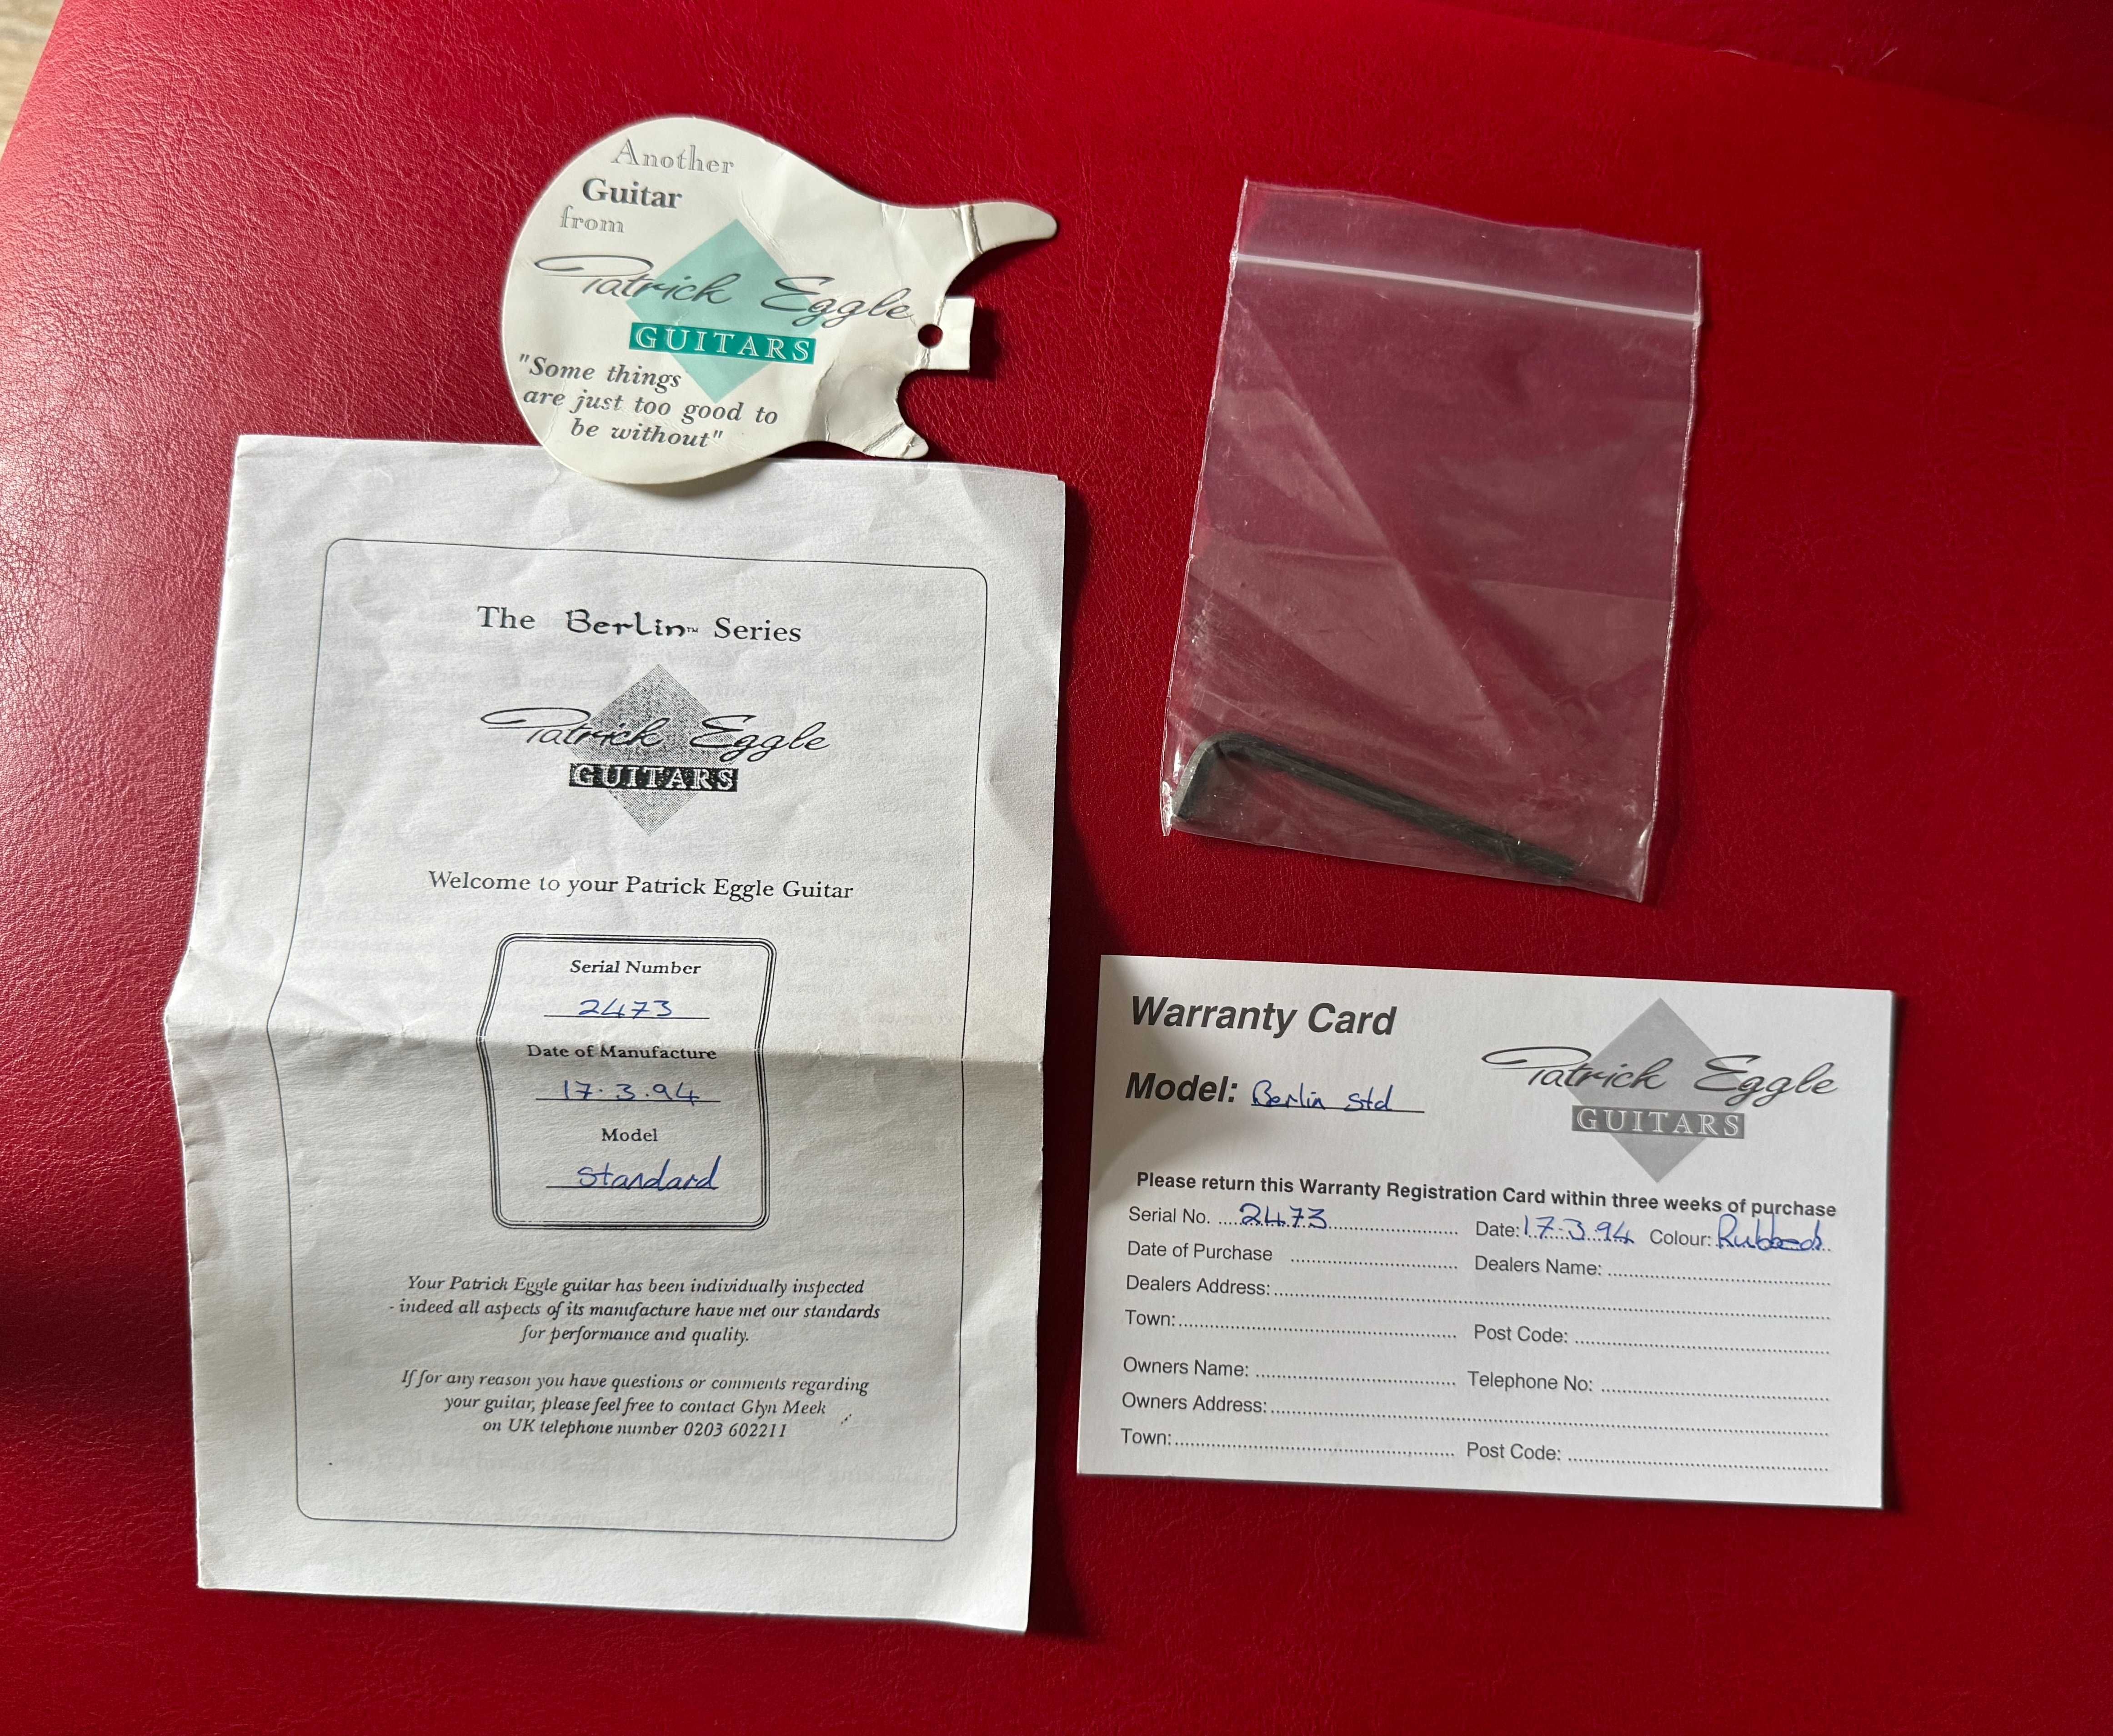 Another
Guitar
from
Patrick Eggle
GUITARS
"Some things
are just too good to
be without"
The Berlin™ Series
Patrick Eggle
GUITARS
Welcome to your Patrick Eggle Guitar
Serial Number
2473
Date of Manufacture
17.3.94
Model
Standard
Your Patrick Eggle guitar has been individually inspected
- indeed all aspects of its manufacture have met our standards
for performance and quality.
If for any reason you have questions or comments regarding
your guitar, please feel free to contact Glyn Meek
on UK telephone number 0203 602211
Warranty Card
Patrick Eggle
GUITARS
Model: Berlin Std
Please return this Warranty Registration Card within three weeks of purchase
Serial No. 2473 Date: 17.3.94 Colour:
Date of Purchase Dealers Name:
Dealers Address:
Town: Post Code:
Owners Name: Telephone No:
Owners Address:
Town: Post Code: